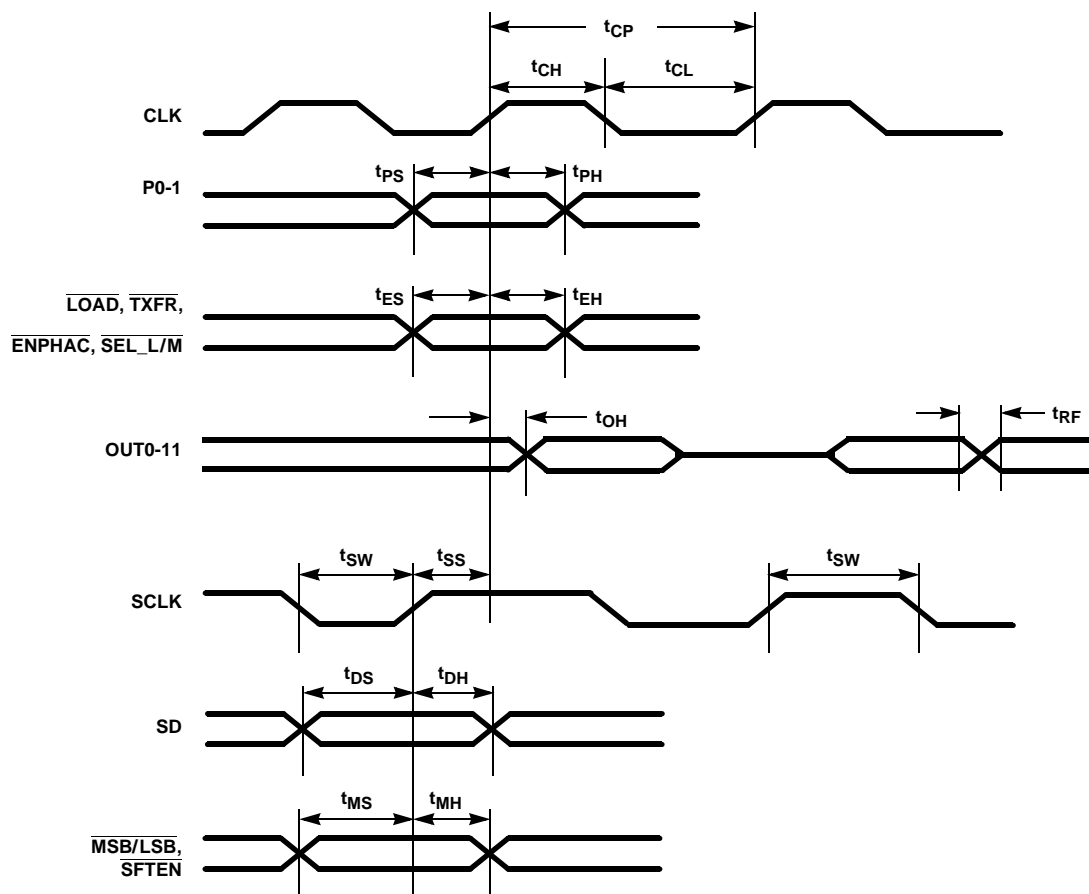 tCP
tCH tCL
CLK
tPS tPH
P0-1
tES tEH
LOAD, TXFR,
ENPHAC, SEL_L/M
tOH tRF
OUT0-11
tSW tSS tSW
SCLK
tDS tDH
SD
tMS tMH
MSB/LSB,
SFTEN